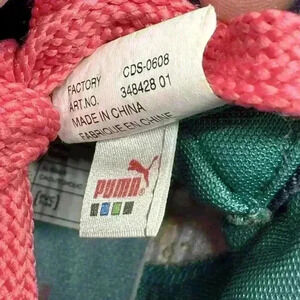 FACTORY CDS-0608
ART.NO. 348428 01
MADE IN CHINA
FABRIQUE EN CHINE
PUMA